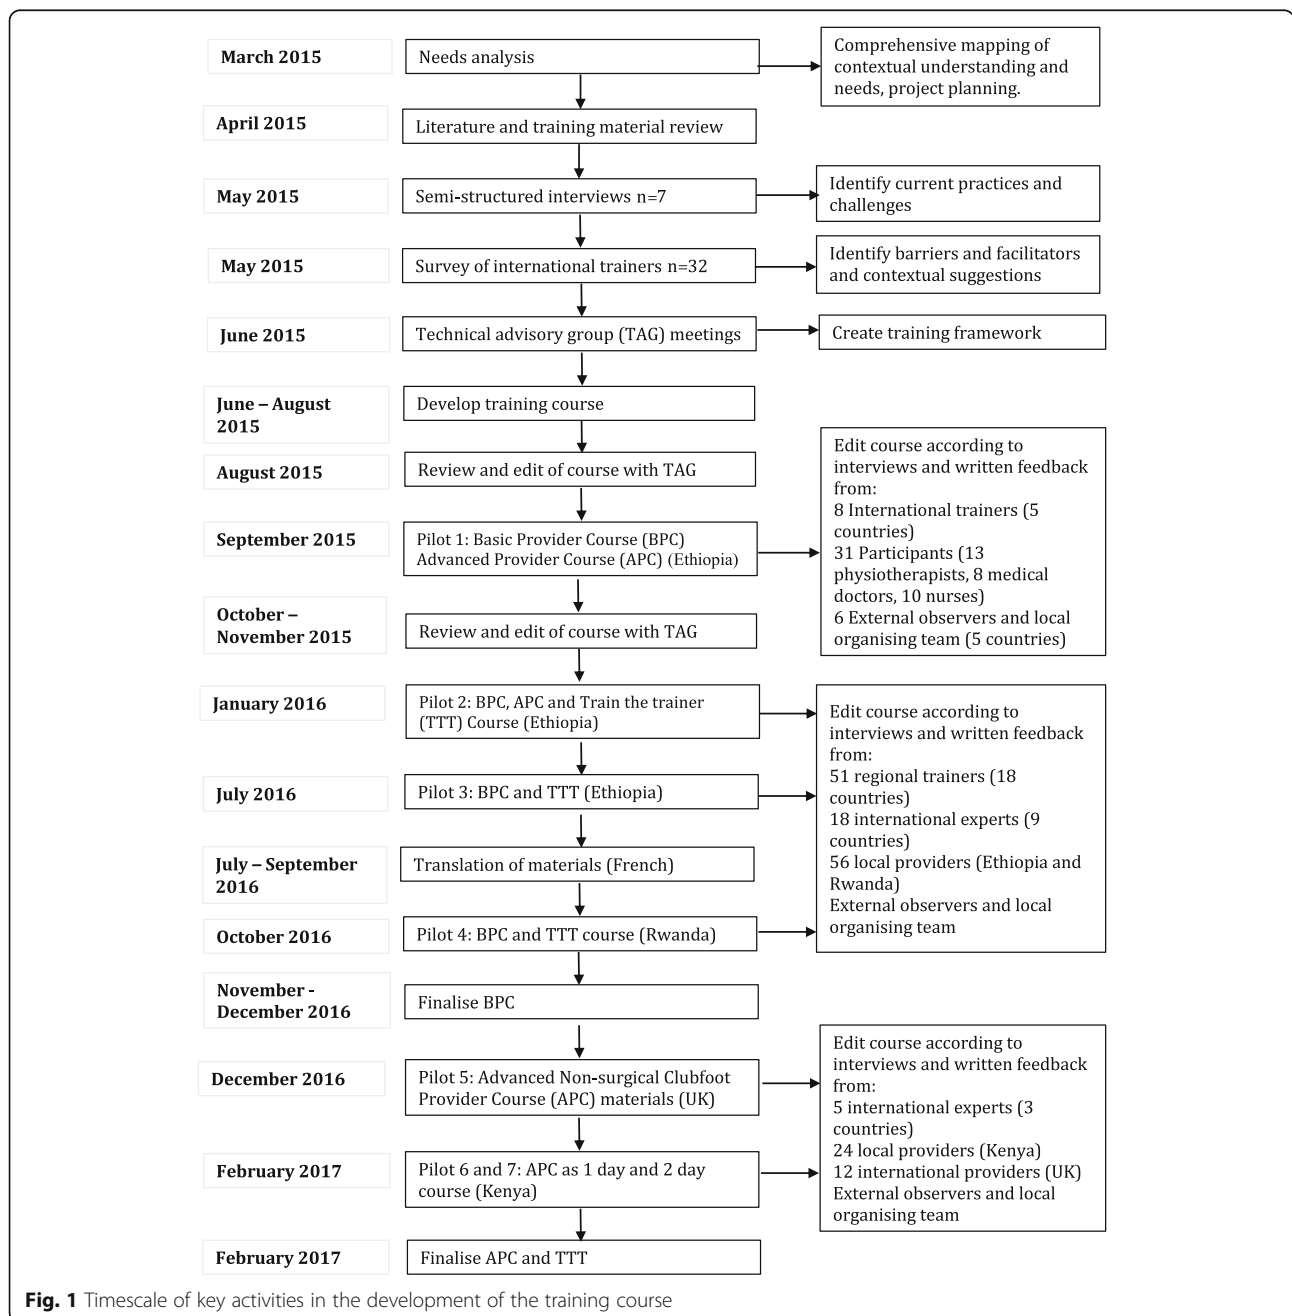 March 2015
Needs analysis
Comprehensive mapping of
contextual understanding and
needs, project planning.
April 2015
Literature and training material review
May 2015
Semi-structured interviews n=7
Identify current practices and
challenges
May 2015
Survey of international trainers n=32
Identify barriers and facilitators
and contextual suggestions
June 2015
Technical advisory group (TAG) meetings
Create training framework
June – August
2015
Develop training course
August 2015
Review and edit of course with TAG
September 2015
Pilot 1: Basic Provider Course (BPC)
Advanced Provider Course (APC) (Ethiopia)
Edit course according to
interviews and written feedback
from:
8 International trainers (5
countries)
31 Participants (13
physiotherapists, 8 medical
doctors, 10 nurses)
6 External observers and local
organising team (5 countries)
October –
November 2015
Review and edit of course with TAG
January 2016
Pilot 2: BPC, APC and Train the trainer
(TTT) Course (Ethiopia)
July 2016
Pilot 3: BPC and TTT (Ethiopia)
July – September
2016
Translation of materials (French)
October 2016
Pilot 4: BPC and TTT course (Rwanda)
Edit course according to
interviews and written feedback
from:
51 regional trainers (18
countries)
18 international experts (9
countries)
56 local providers (Ethiopia and
Rwanda)
External observers and local
organising team
November -
December 2016
Finalise BPC
December 2016
Pilot 5: Advanced Non-surgical Clubfoot
Provider Course (APC) materials (UK)
February 2017
Pilot 6 and 7: APC as 1 day and 2 day
course (Kenya)
Edit course according to
interviews and written feedback
from:
5 international experts (3
countries)
24 local providers (Kenya)
12 international providers (UK)
External observers and local
organising team
February 2017
Finalise APC and TTT
Fig. 1 Timescale of key activities in the development of the training course